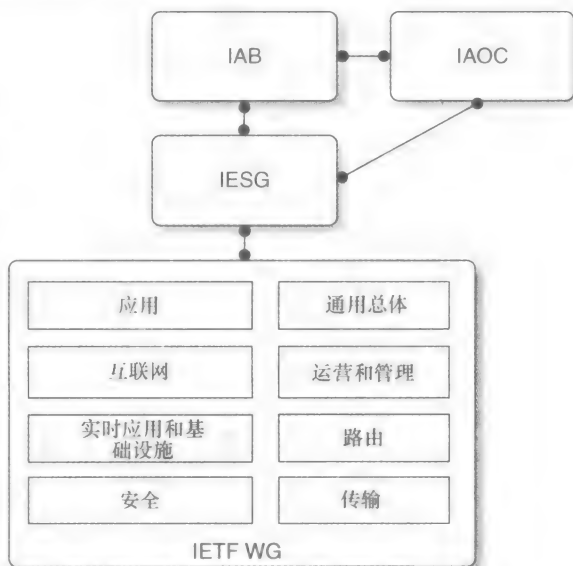 IAB
IAOC
IESG
应用
通用总体
互联网
运营和管理
实时应用和基
础设施
路由
安全
传输
IETF WG